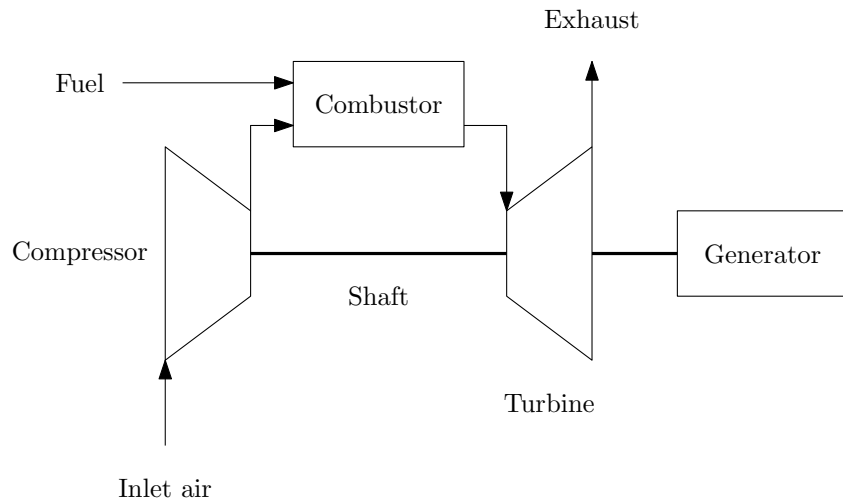 Exhaust
Fuel
Combustor
Compressor
Generator
Shaft
Turbine
Inlet air